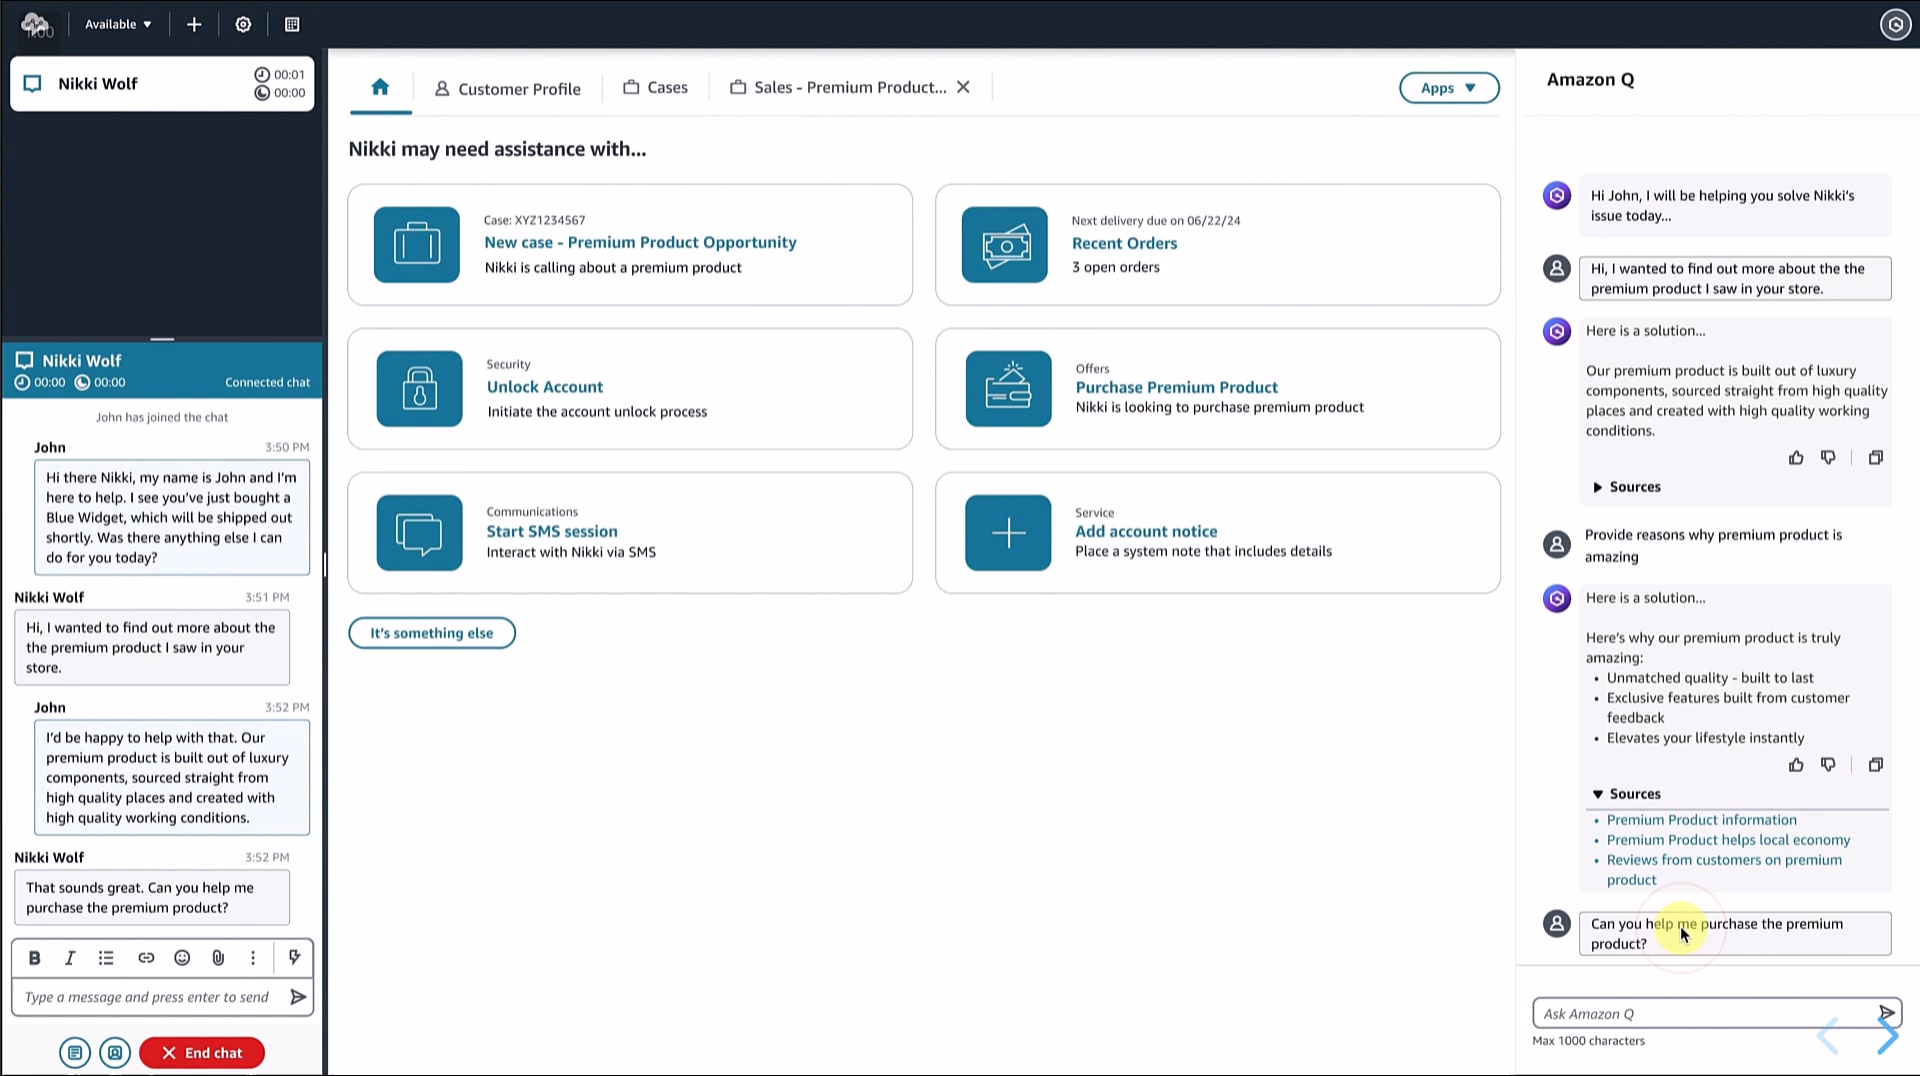 Available
Nikki Wolf
00:01
00:00
Nikki Wolf
00:00 00:00 Connected chat
John has joined the chat
John 3:50 PM
Hi there Nikki, my name is John and I'm
here to help. I see you've just bought a
Blue Widget, which will be shipped out
shortly. Was there anything else I can
do for you today?
Nikki Wolf 3:51 PM
Hi, I wanted to find out more about the
the premium product I saw in your
store.
John 3:52 PM
I'd be happy to help with that. Our
premium product is built out of luxury
components, sourced straight from
high quality places and created with
high quality working conditions.
Nikki Wolf 3:52 PM
That sounds great. Can you help me
purchase the premium product?
B I
Type a message and press enter to send
End chat
Customer Profile
Cases
Sales - Premium Product...
Apps
Nikki may need assistance with...
Case: XYZ1234567
New case - Premium Product Opportunity
Nikki is calling about a premium product
Next delivery due on 06/22/24
Recent Orders
3 open orders
Security
Unlock Account
Initiate the account unlock process
Offers
Purchase Premium Product
Nikki is looking to purchase premium product
Communications
Start SMS session
Interact with Nikki via SMS
Service
Add account notice
Place a system note that includes details
It's something else
Amazon Q
Hi John, I will be helping you solve Nikki's
issue today...
Hi, I wanted to find out more about the the
premium product I saw in your store.
Here is a solution...
Our premium product is built out of luxury
components, sourced straight from high quality
places and created with high quality working
conditions.
Sources
Provide reasons why premium product is
amazing
Here is a solution...
Here's why our premium product is truly
amazing:
• Unmatched quality - built to last
• Exclusive features built from customer
feedback
• Elevates your lifestyle instantly
Sources
• Premium Product information
• Premium Product helps local economy
• Reviews from customers on premium
product
Can you help me purchase the premium
product?
Ask Amazon Q
Max 1000 characters